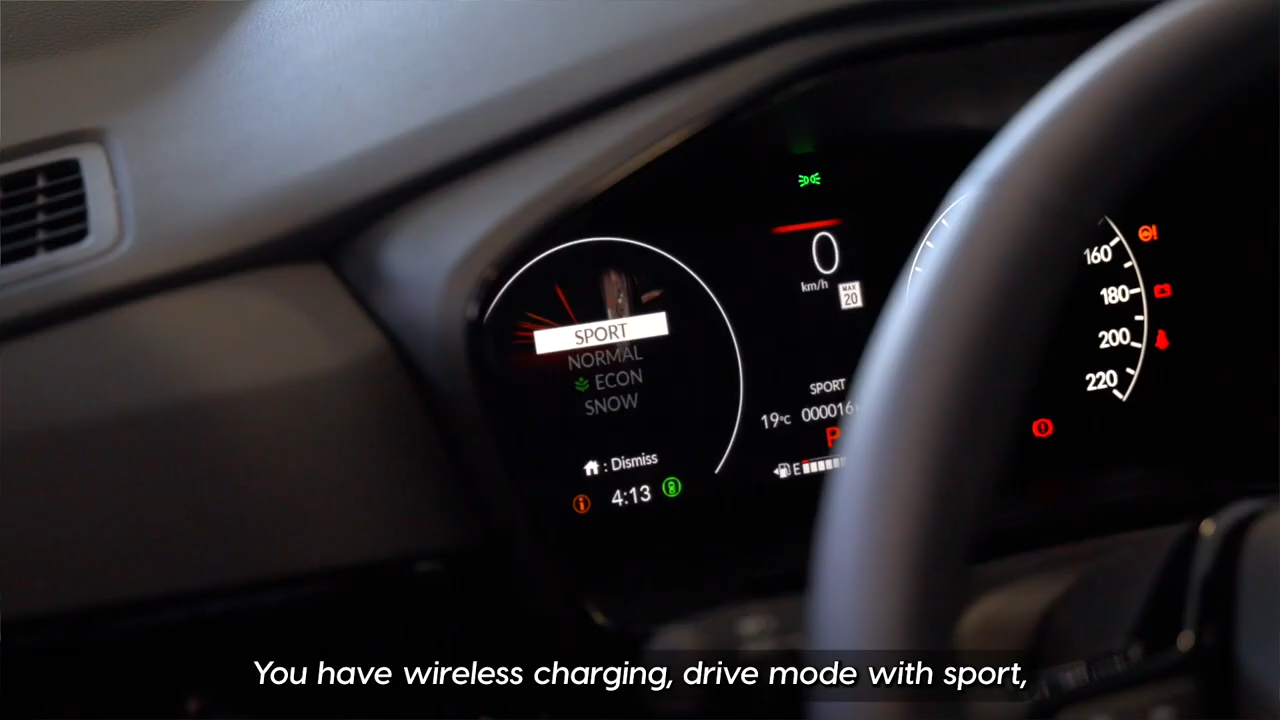 SPORT
NORMAL
ECON
SNOW
: Dismiss
4:13
0
km/h
MAX
20
SPORT
19°C 000016
P
E
160
180
200
220
You have wireless charging, drive mode with sport,